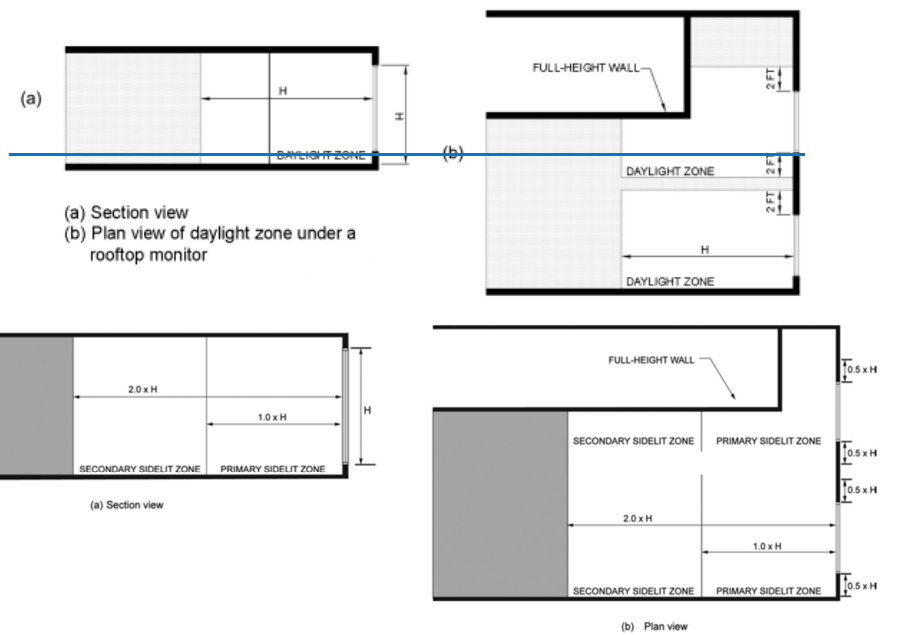 (a)
H
H
DAYLIGHT ZONE
(a) Section view
(b) Plan view of daylight zone under a
rooftop monitor
(b)
FULL-HEIGHT WALL
2 FT
2 FT
DAYLIGHT ZONE
2 FT
H
DAYLIGHT ZONE
2.0 x H
1.0 x H
H
SECONDARY SIDELIT ZONE
PRIMARY SIDELIT ZONE
(a) Section view
FULL-HEIGHT WALL
0.5 x H
SECONDARY SIDELIT ZONE
PRIMARY SIDELIT ZONE
0.5 x H
0.5 x H
2.0 x H
1.0 x H
0.5 x H
SECONDARY SIDELIT ZONE
PRIMARY SIDELIT ZONE
(b) Plan view